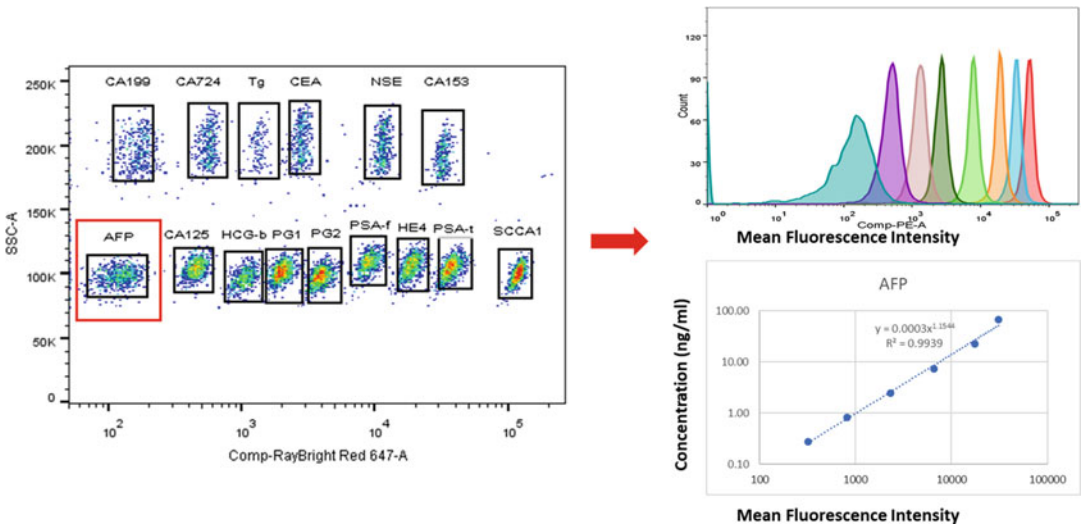 CA199 CA724 Tg CEA NSE CA153
250K
200K
150K
100K
50K
0
SSC-A
AFP CA125 HCG-b PG1 PG2 PSA-f HE4 PSA-t SCCA1
10² 10³ 10⁴ 10⁵
Comp-RayBright Red 647-A
120
90
60
30
0
Count
10⁰ 10¹ 10² 10³ 10⁴ 10⁵
Comp-PE-A
Mean Fluorescence Intensity
AFP
100.00
10.00
1.00
0.10
Concentration (ng/ml)
y = 0.0003x¹·¹⁵⁴⁴
R² = 0.9939
100 1000 10000 100000
Mean Fluorescence Intensity